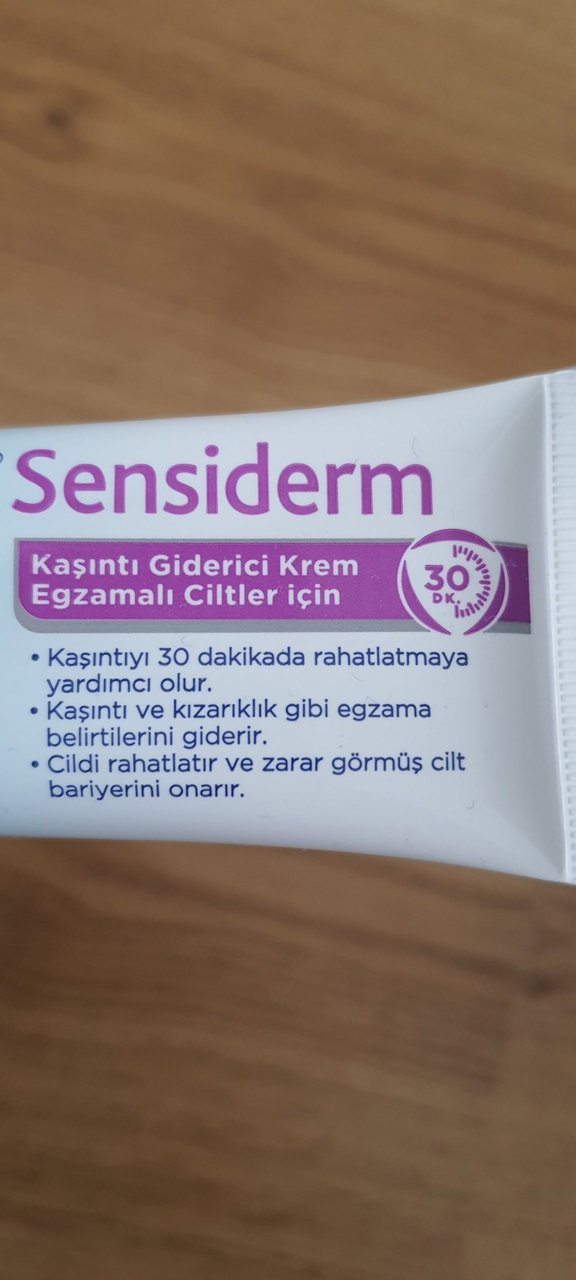 Sensiderm
Kaşıntı Giderici Krem
Egzamalı Ciltler için
30
DK.
• Kaşıntıyı 30 dakikada rahatlatmaya
yardımcı olur.
• Kaşıntı ve kızarıklık gibi egzama
belirtilerini giderir.
• Cildi rahatlatır ve zarar görmüş cilt
bariyerini onarır.